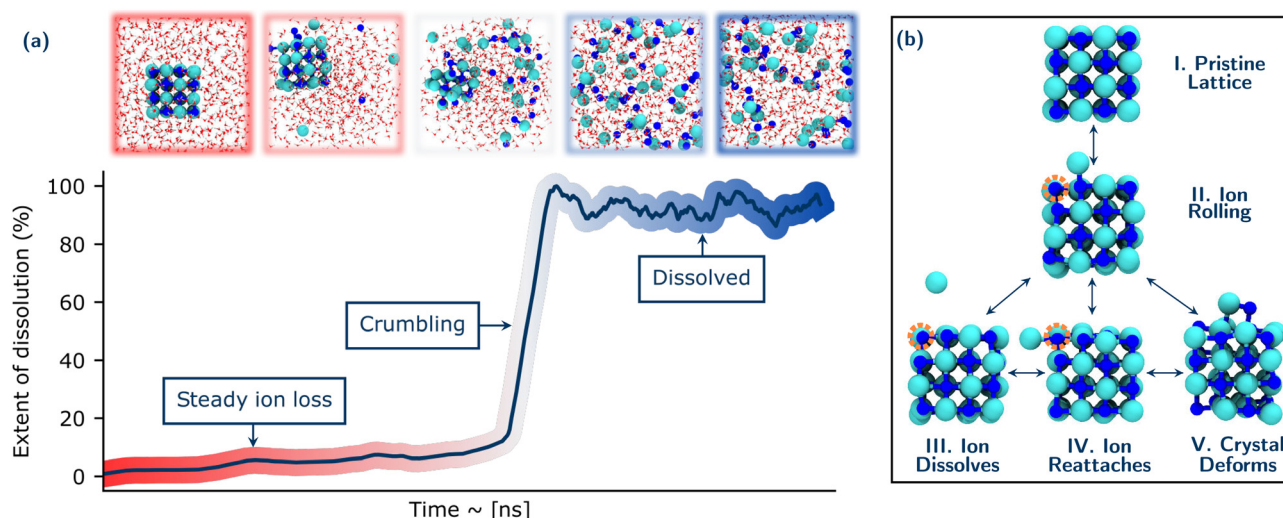 (a)
Extent of dissolution (%)
100
80
60
40
20
0
Steady ion loss
Crumbling
Dissolved
Time ~ [ns]
(b)
I. Pristine
Lattice
II. Ion
Rolling
III. Ion
Dissolves
IV. Ion
Reattaches
V. Crystal
Deforms